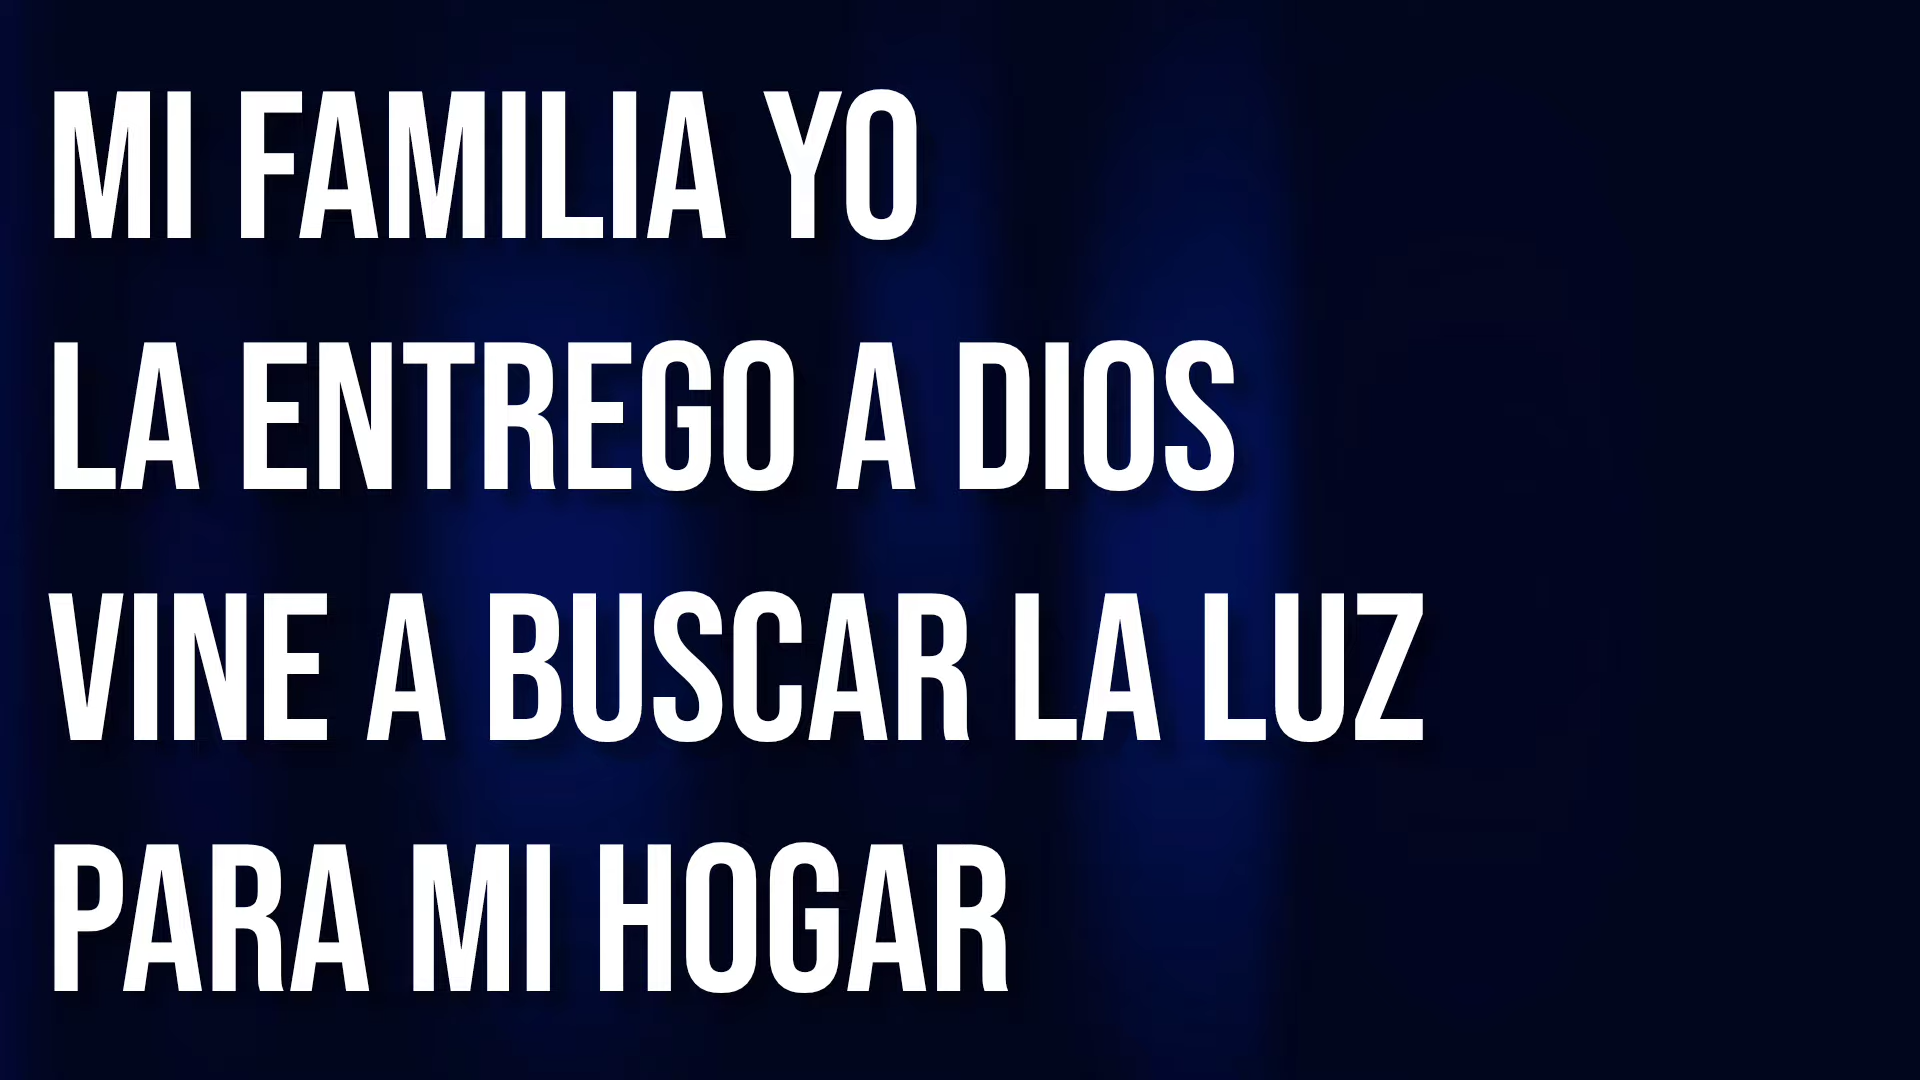 MI FAMILIA YO
LA ENTREGO A DIOS
VINE A BUSCAR LA LUZ
PARA MI HOGAR